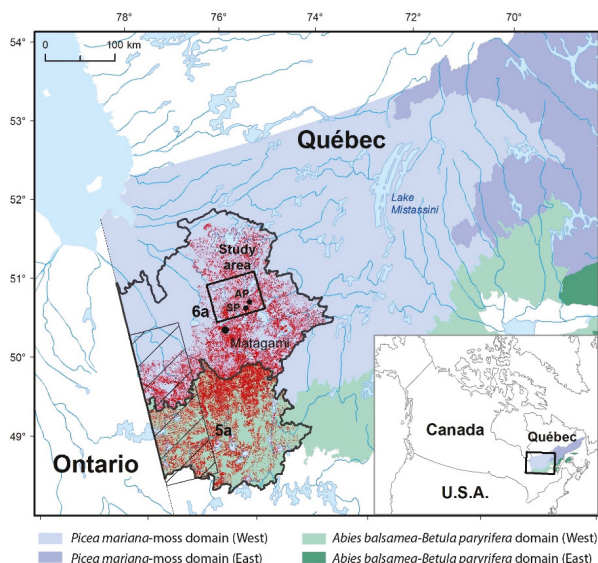 78° 76° 74° 72° 70°
54°
0 100 km
53°
Québec
52°
Lake
Mistassini
Study
area
51°
AP
6a SP
Matagami
50°
5a
49°
Ontario
Canada
Québec
U.S.A.
Picea mariana-moss domain (West) Abies balsamea-Betula paryrifera domain (West)
Picea mariana-moss domain (East) Abies balsamea-Betula paryrifera domain (East)